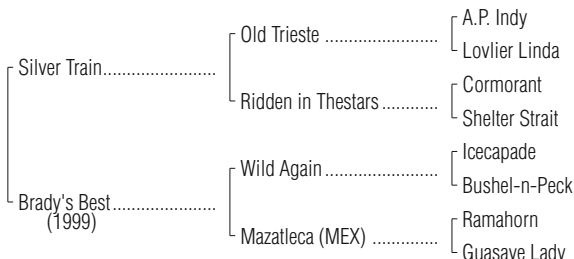 A.P. Indy
Old Trieste ........................
Lovlier Linda
Silver Train........................
Cormorant
Ridden in Thestars ............
Shelter Strait
Icecapade
Wild Again ........................
Bushel-n-Peck
Brady's Best......................
(1999)
Ramahorn
Mazatleca (MEX) ..............
Guasave Lady